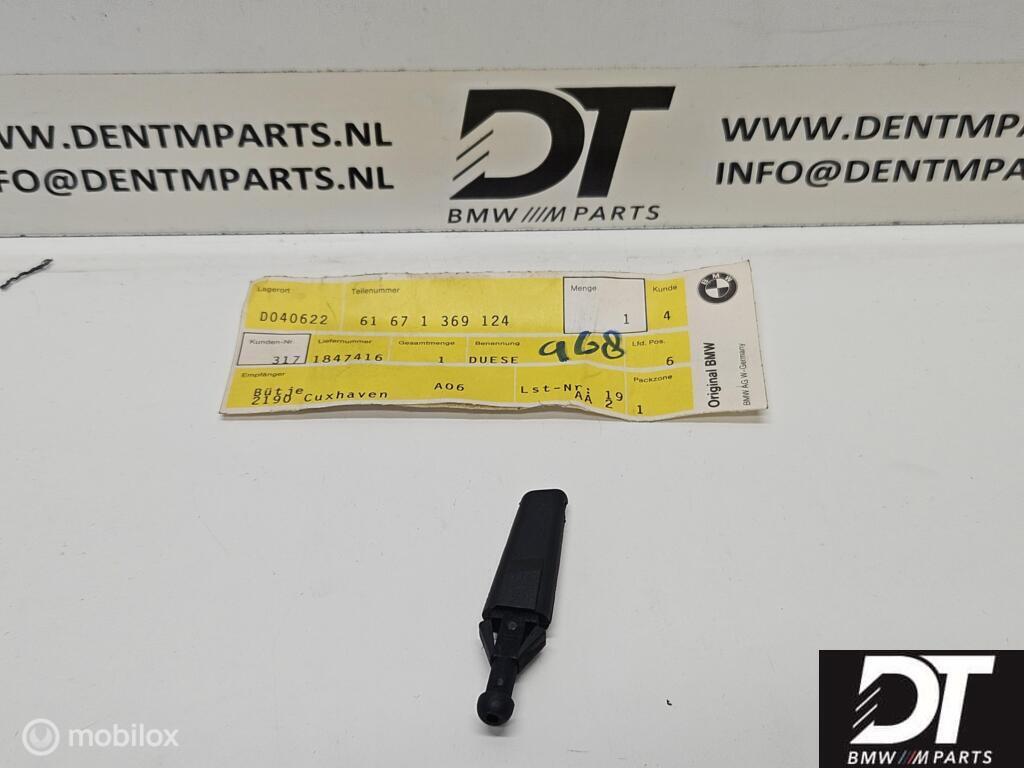 WWW.DENTMPARTS.NL
INFO@DENTMPARTS.NL
DT
BMW ///M PARTS
WWW.DENTMPA
INFO@DENTMPA
Lagerort
D040622
Teilenummer
61 67 1 369 124
Menge
1
Kunde
4
Kunden-Nr.
317
Liefernummer
1847416
Gesamtmenge
1
Benennung
DUESE
968
Lfd. Pos.
6
Empfänger
Bütje
2190 Cuxhaven
A06
Lst-Nr. 19
AA 2
Packzone
1
BMW
Original BMW
BMW AG W.-Germany
mobilox
DT
BMW///M PARTS